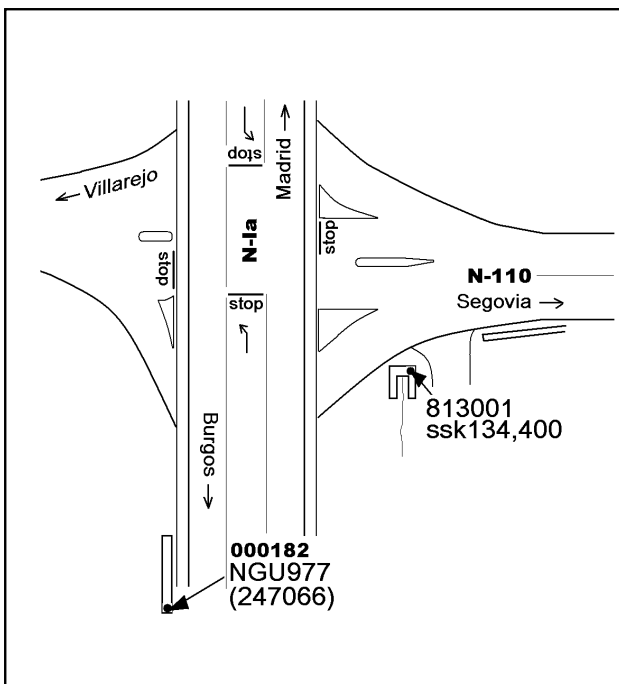 stop
Madrid
Villarejo
N-Ia
stop
stop
N-110
Segovia
stop
813001
ssk134,400
Burgos
000182
NGU977
(247066)